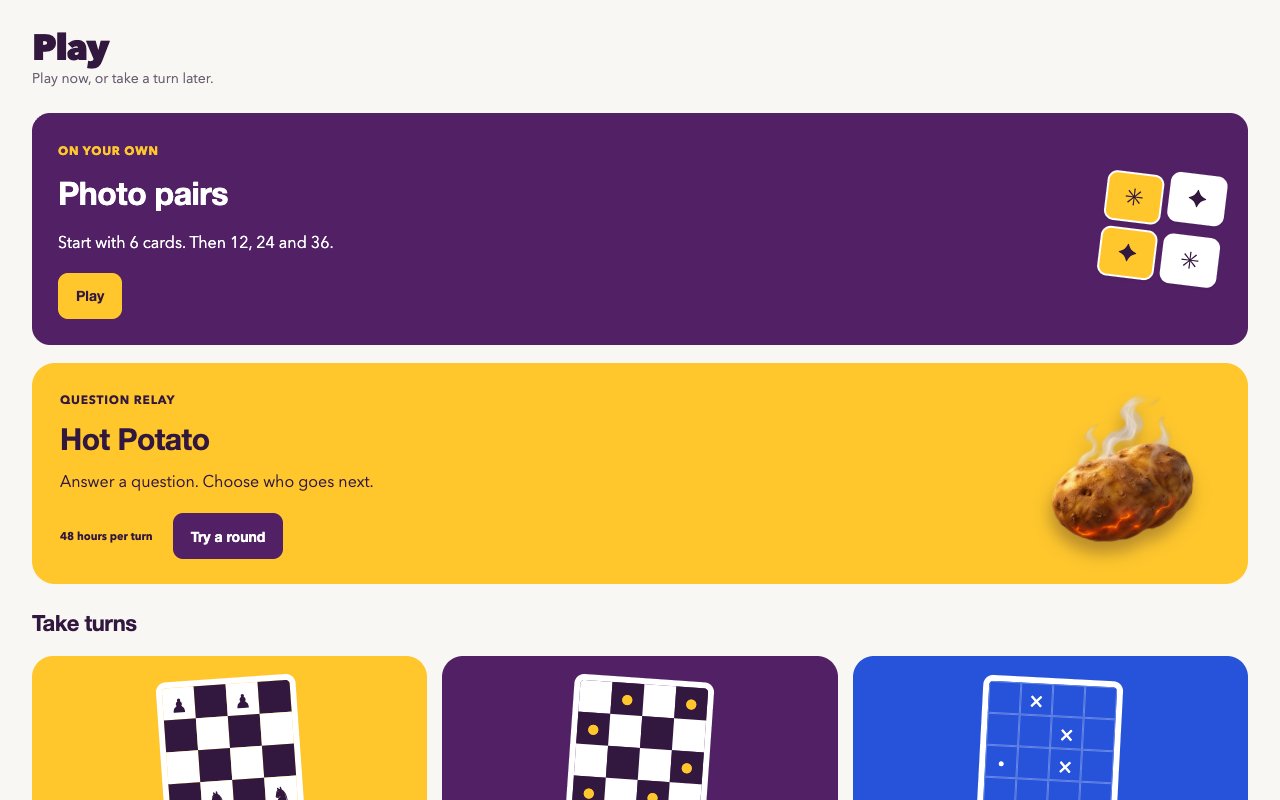 Play
Play now, or take a turn later.
ON YOUR OWN
Photo pairs
Start with 6 cards. Then 12, 24 and 36.
Play
QUESTION RELAY
Hot Potato
Answer a question. Choose who goes next.
48 hours per turn
Try a round
Take turns